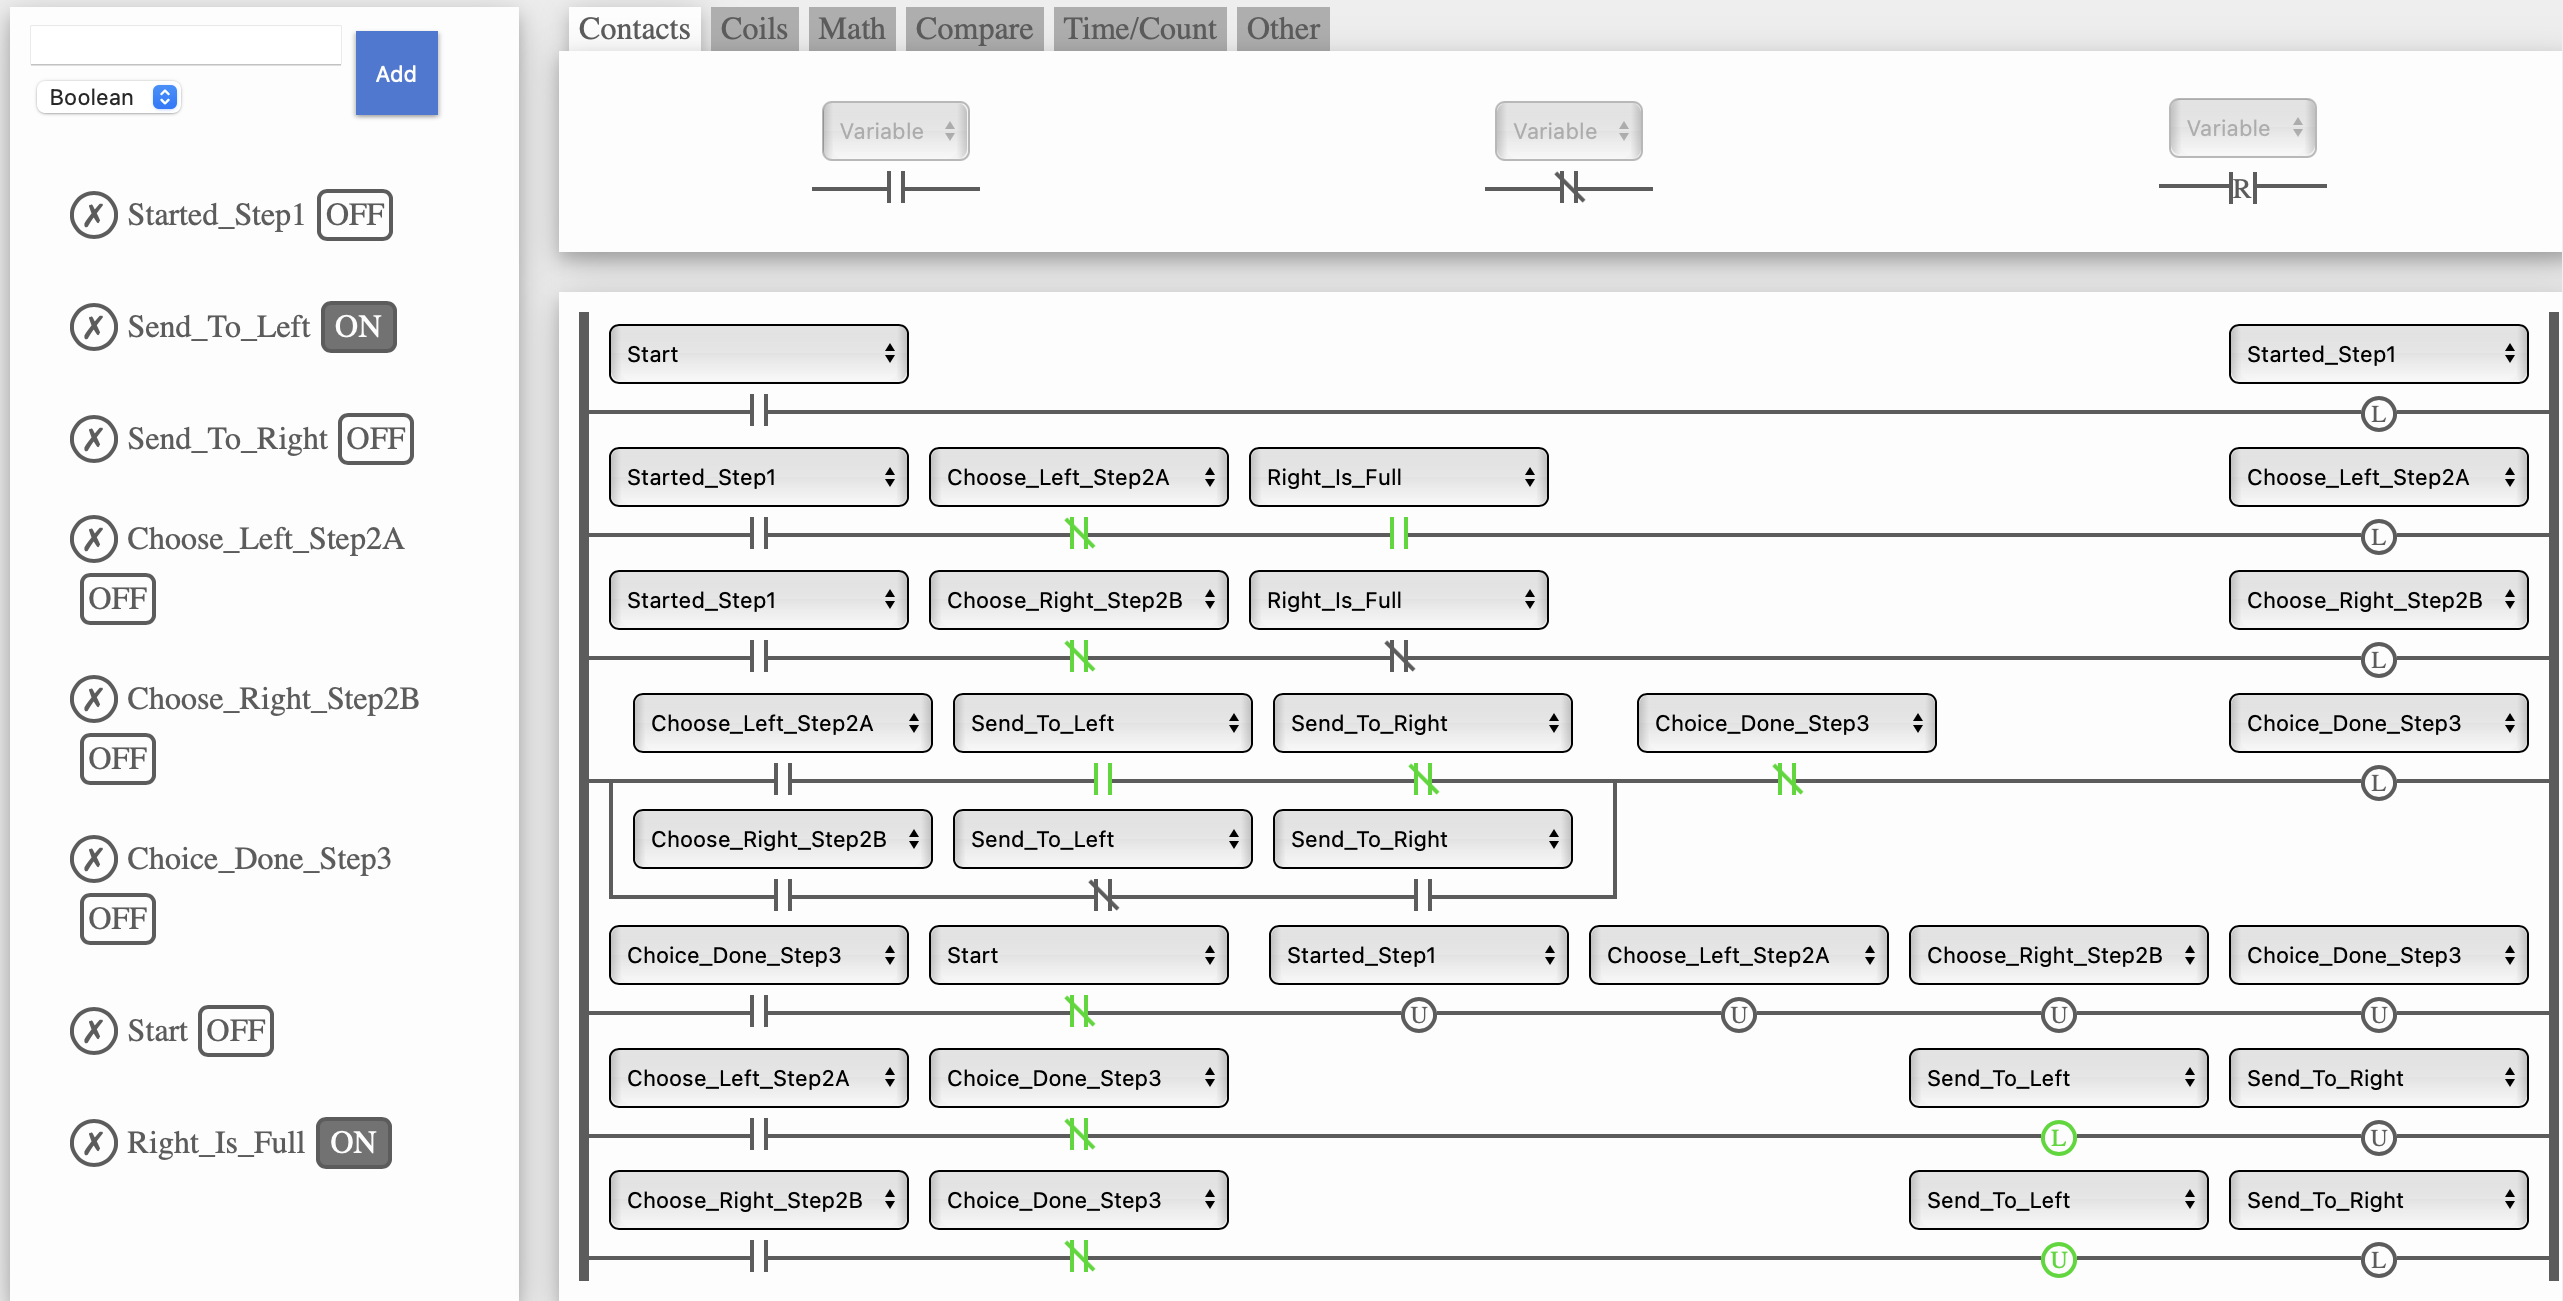 Add
Boolean
✗ Started_Step1 OFF
✗ Send_To_Left ON
✗ Send_To_Right OFF
✗ Choose_Left_Step2A
OFF
✗ Choose_Right_Step2B
OFF
✗ Choice_Done_Step3
OFF
✗ Start OFF
✗ Right_Is_Full ON
Contacts Coils Math Compare Time/Count Other
Variable Variable Variable
R
Start Started_Step1
L
Started_Step1 Choose_Left_Step2A Right_Is_Full Choose_Left_Step2A
L
Started_Step1 Choose_Right_Step2B Right_Is_Full Choose_Right_Step2B
L
Choose_Left_Step2A Send_To_Left Send_To_Right Choice_Done_Step3 Choice_Done_Step3
L
Choose_Right_Step2B Send_To_Left Send_To_Right
Choice_Done_Step3 Start Started_Step1 Choose_Left_Step2A Choose_Right_Step2B Choice_Done_Step3
U U U U
Choose_Left_Step2A Choice_Done_Step3 Send_To_Left Send_To_Right
L U
Choose_Right_Step2B Choice_Done_Step3 Send_To_Left Send_To_Right
U L